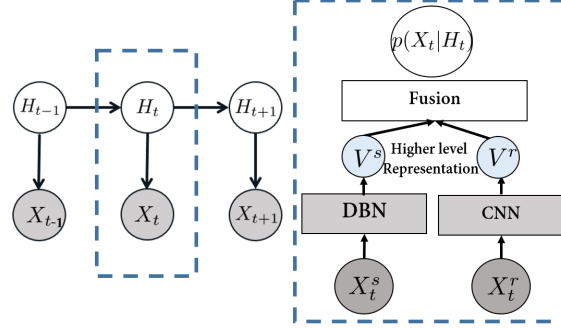 H_{t-1} H_t H_{t+1}
X_{t-1} X_t X_{t+1}
p(X_t|H_t)
Fusion
V^s Higher level V^r
Representation
DBN CNN
X_t^s X_t^r